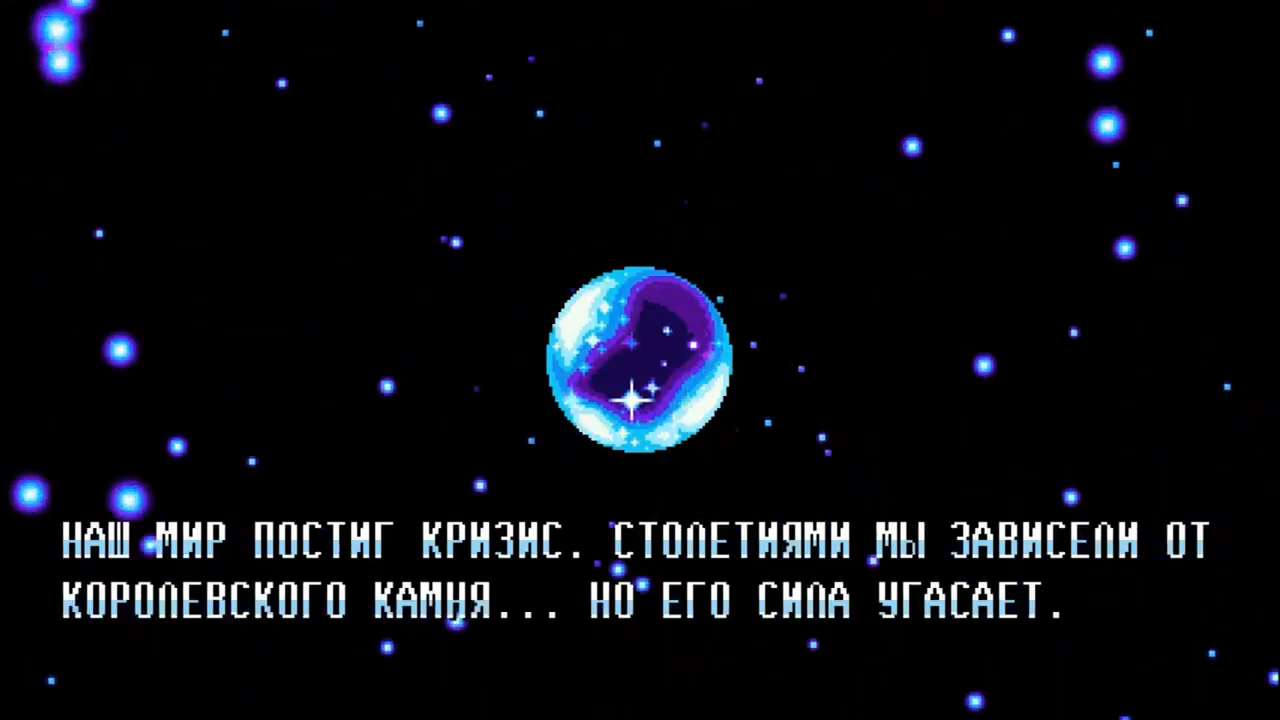 НАШ МИР ПОСТИГ КРИЗИС. СТОЛЕТИЯМИ МЫ ЗАВИСЕЛИ ОТ
КОРОЛЕВСКОГО КАМНЯ... НО ЕГО СИЛА УГАСАЕТ.